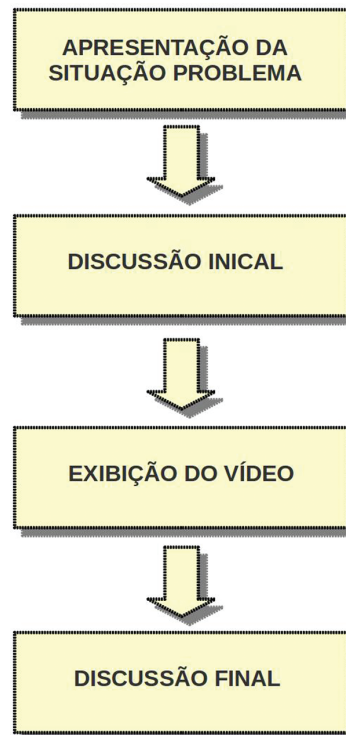 APRESENTAÇÃO DA
SITUAÇÃO PROBLEMA
DISCUSSÃO INICAL
EXIBIÇÃO DO VÍDEO
DISCUSSÃO FINAL